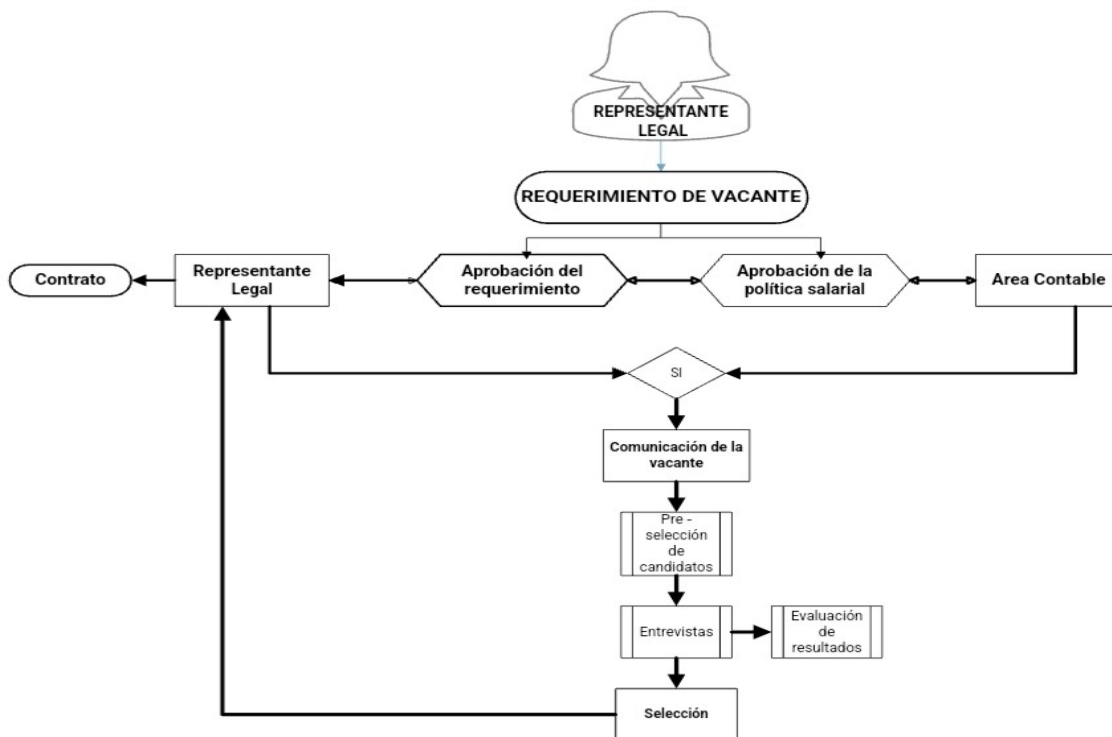 REPRESENTANTE
LEGAL
REQUERIMIENTO DE VACANTE
Contrato
Representante
Legal
Aprobación del
requerimiento
Aprobación de la
política salarial
Area Contable
SI
Comunicación de la
vacante
Pre -
selección
de
candidatos
Entrevistas
Evaluación
de
resultados
Selección